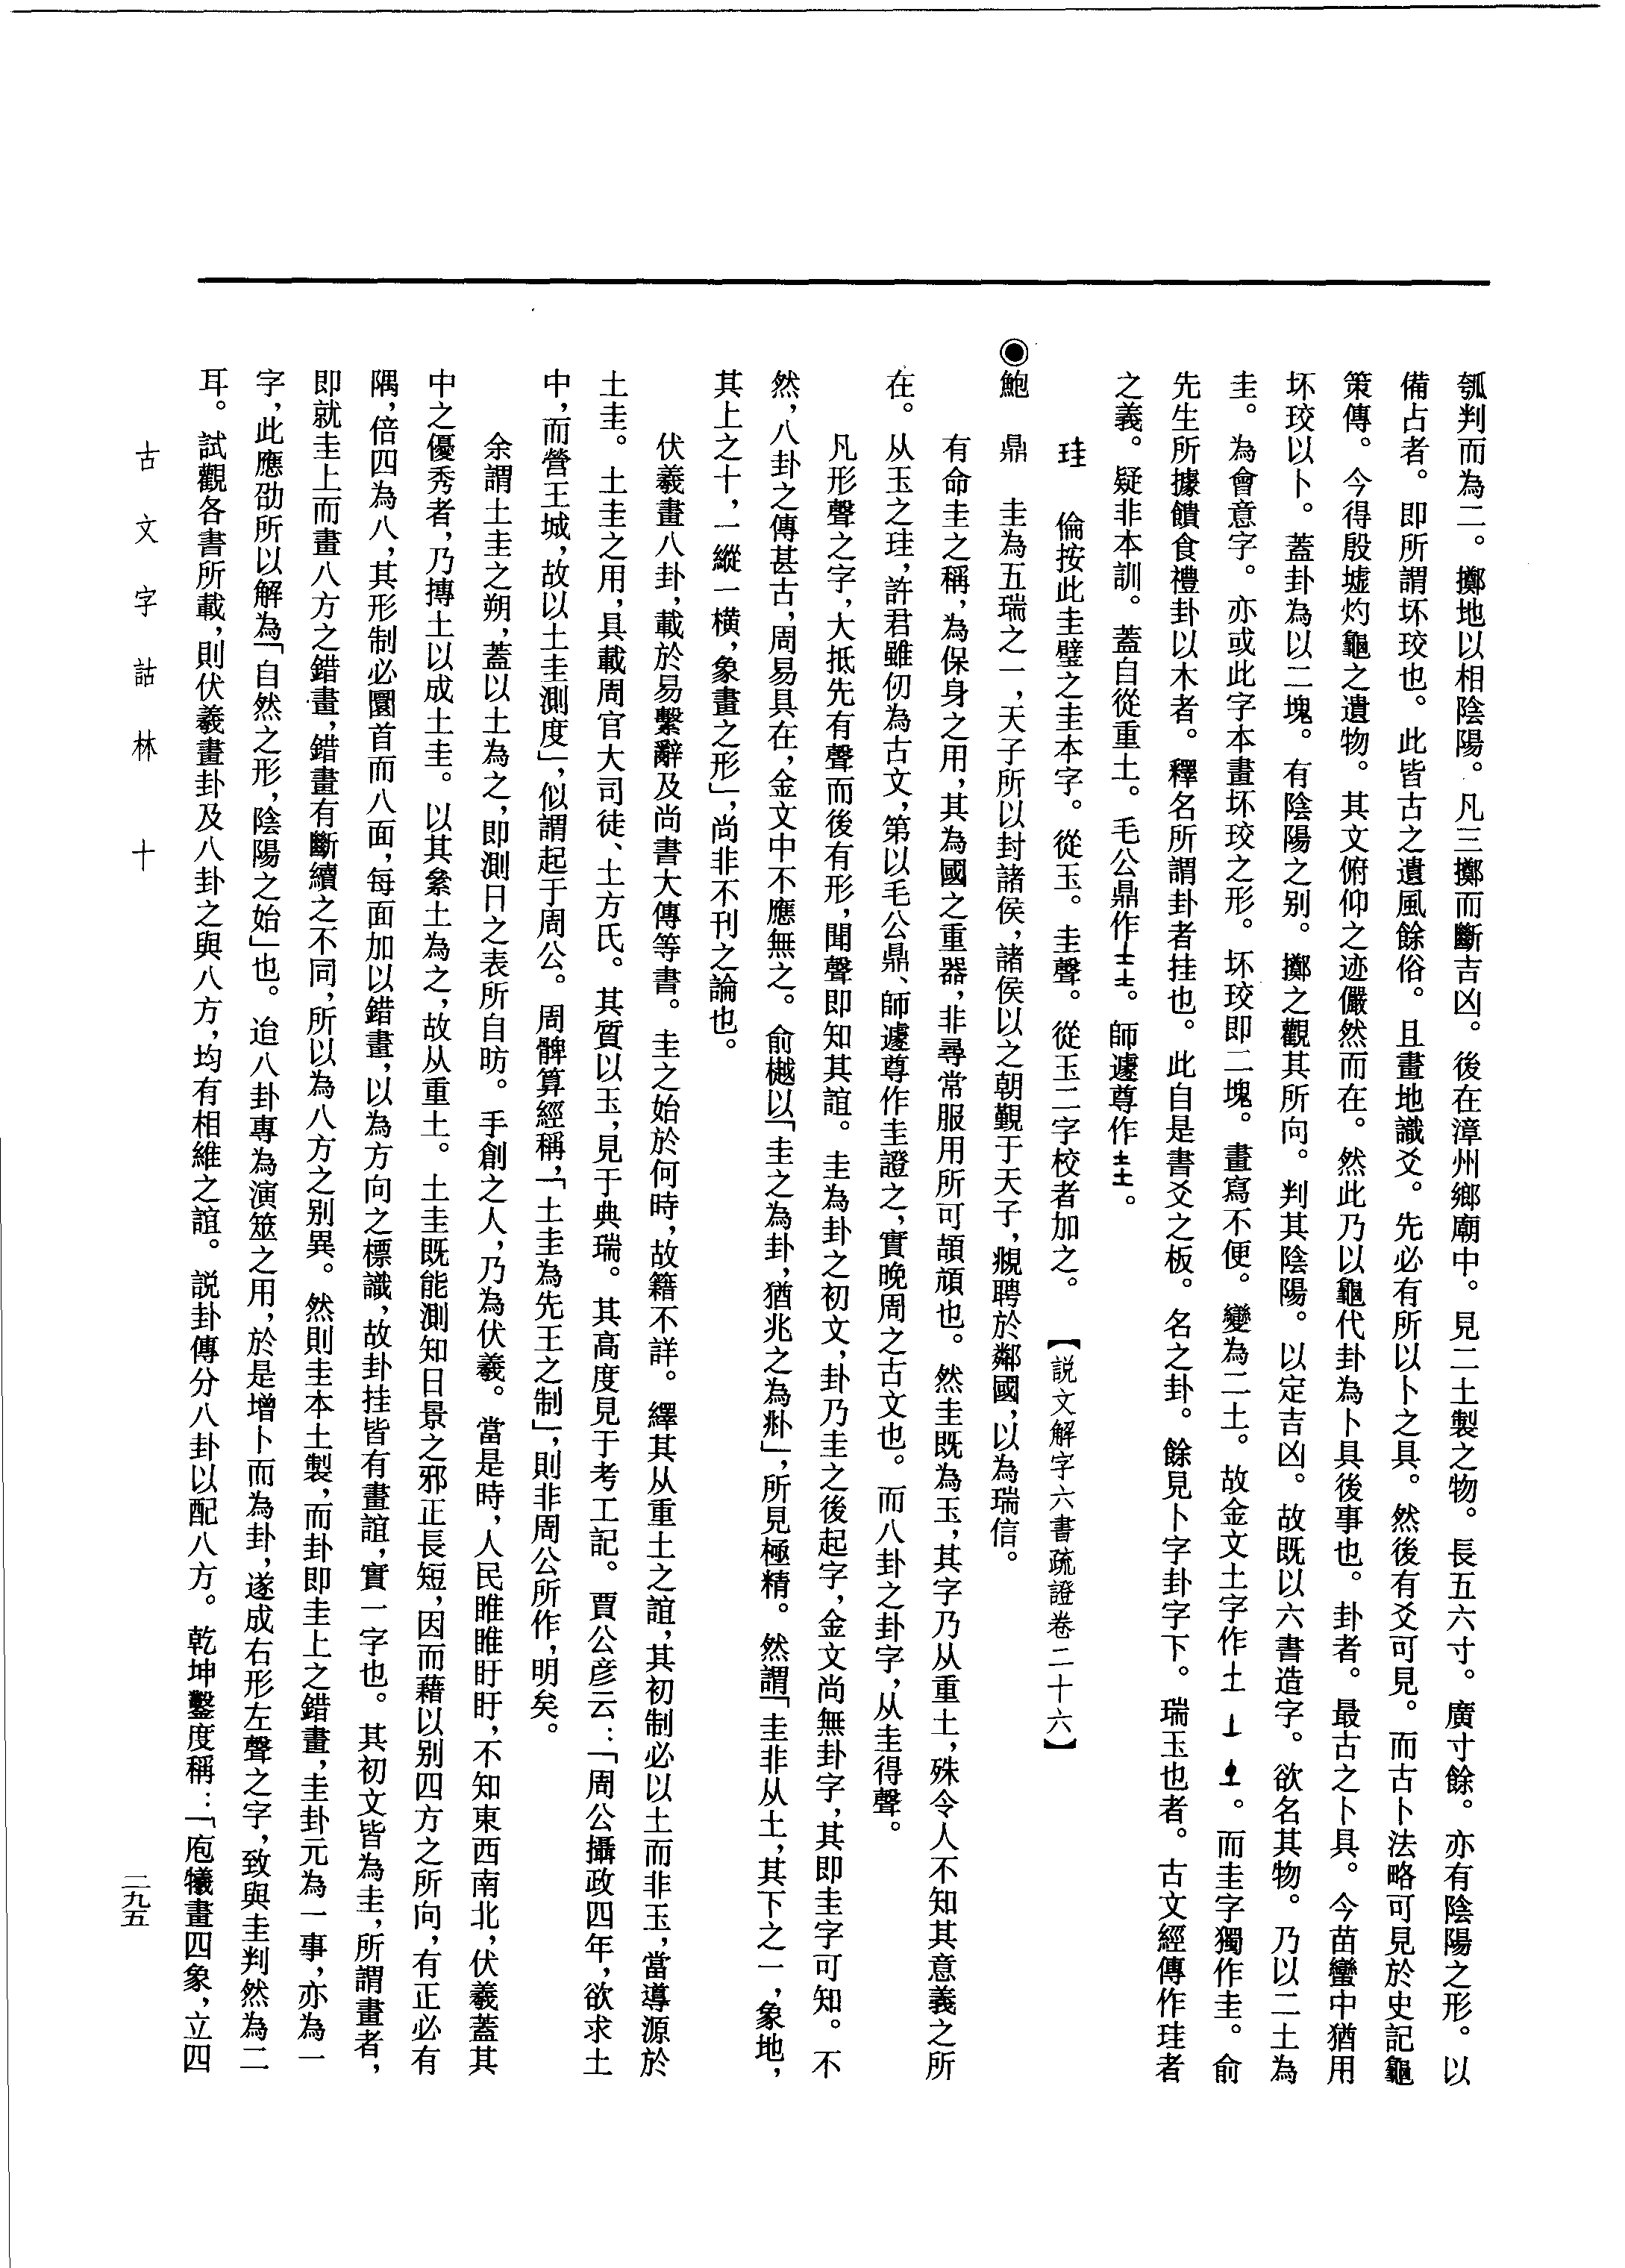 瓠判而為二。擲地以相陰陽。凡三擲而斷吉凶。後在漳州鄉廟中。見二土製之物。長五六寸。廣寸餘。亦有陰陽之形。以
備占者。即所謂坏珓也。此皆古之遺風餘俗。且畫地識爻。先必有所以卜之具。然後有爻可見。而古卜法略可見於史記龜
策傳。今得殷墟灼龜之遺物。其文俯仰之迹儼然而在。然此乃以龜代卦為卜具後事也。卦者。最古之卜具。今苗蠻中猶用
坏珓以卜。蓋卦為以二塊。有陰陽之別。擲之觀其所向。判其陰陽。以定吉凶。故既以六書造字。欲名其物。乃以二土為
圭。為會意字。亦或此字本畫坏珓之形。坏珓即二塊。畫寫不便。變為二土。故金文土字作。而圭字獨作圭。俞
先生所據饋食禮卦以木者。釋名所謂卦者挂也。此自是書爻之板。名之卦。餘見卜字卦字下。瑞玉也者。古文經傳作珪者
之義。疑非本訓。蓋自從重土。毛公鼎作。師遽尊作。
珪　倫按此圭璧之圭本字。從玉。圭聲。從玉二字校者加之。　【説文解字六書疏證卷二十六】
◉鮑　鼎　圭為五瑞之一，天子所以封諸侯，諸侯以之朝覲于天子，覜聘於鄰國，以為瑞信。
有命圭之稱，為保身之用，其為國之重器，非尋常服用所可頡頏也。然圭既為玉，其字乃从重土，殊令人不知其意義之所
在。从玉之珪，許君雖仞為古文，第以毛公鼎、師遽尊作圭證之，實晚周之古文也。而八卦之卦字，从圭得聲。
凡形聲之字，大抵先有聲而後有形，聞聲即知其誼。圭為卦之初文，卦乃圭之後起字，金文尚無卦字，其即圭字可知。不
然，八卦之傳甚古，周易具在，金文中不應無之。俞樾以「圭之為卦，猶兆之為𠧞」，所見極精。然謂「圭非从土，其下之一，象地，
其上之十，一縱一橫，象畫之形」，尚非不刊之論也。
伏羲畫八卦，載於易繫辭及尚書大傳等書。圭之始於何時，故籍不詳。繹其从重土之誼，其初制必以土而非玉，當導源於
土圭。土圭之用，具載周官大司徒、土方氏。其質以玉，見于典瑞。其高度見于考工記。賈公彥云：「周公攝政四年，欲求土
中，而營王城，故以土圭測度」，似謂起于周公。周髀算經稱，「土圭為先王之制」，則非周公所作，明矣。
余謂土圭之朔，蓋以土為之，即測日之表所自昉。手創之人，乃為伏羲。當是時，人民睢睢盱盱，不知東西南北，伏羲蓋其
中之優秀者，乃摶土以成土圭。以其絫土為之，故从重土。土圭既能測知日景之邪正長短，因而藉以別四方之所向，有正必有
隅，倍四為八，其形制必圜首而八面，每面加以錯畫，以為方向之標識，故卦挂皆有畫誼，實一字也。其初文皆為圭，所謂畫者，
即就圭上而畫八方之錯畫，錯畫有斷續之不同，所以為八方之別異。然則圭本土製，而卦即圭上之錯畫，圭卦元為一事，亦為一
字，此應劭所以解為「自然之形，陰陽之始」也。迨八卦專為演筮之用，於是增卜而為卦，遂成右形左聲之字，致與圭判然為二
耳。試觀各書所載，則伏羲畫卦及八卦之與八方，均有相維之誼。説卦傳分八卦以配八方。乾坤鑿度稱：「庖犧畫四象，立四
古文字詁林　十
二九五